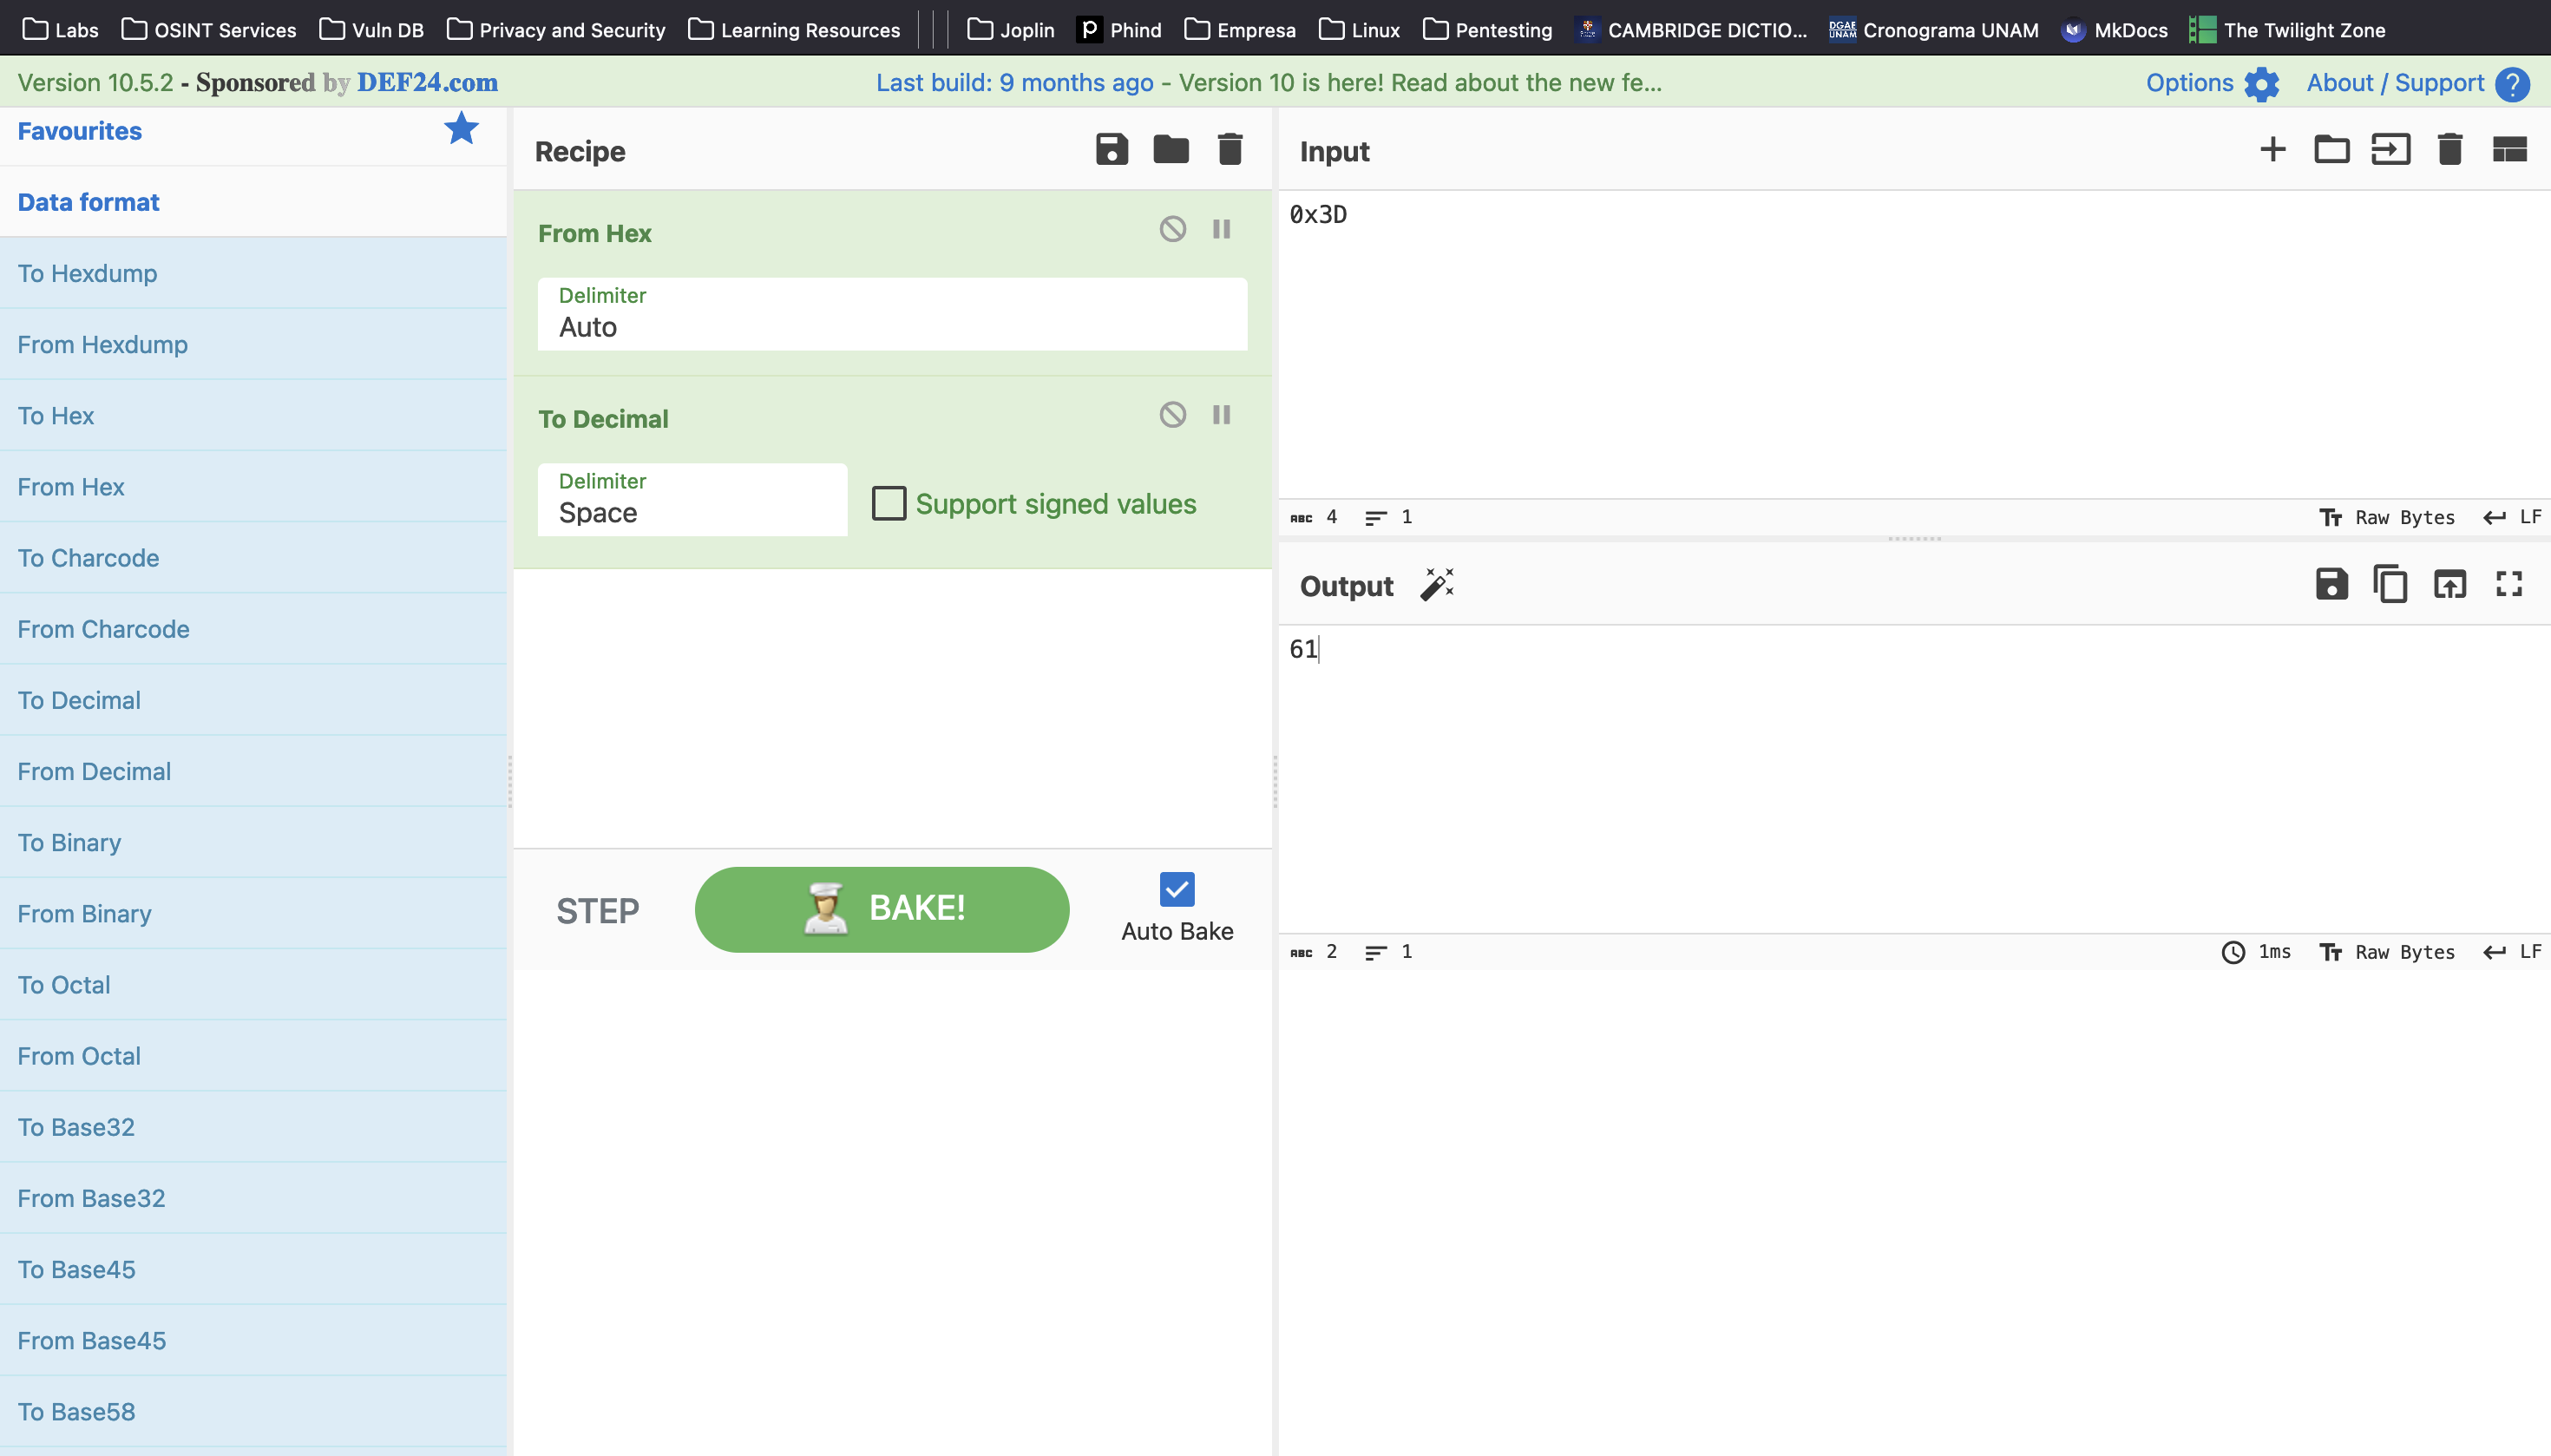 Labs OSINT Services Vuln DB Privacy and Security Learning Resources Joplin Phind Empresa Linux Pentesting CAMBRIDGE DICTIO... Cronograma UNAM MkDocs The Twilight Zone
Version 10.5.2 - Sponsored by DEF24.com Last build: 9 months ago - Version 10 is here! Read about the new fe... Options About / Support ?
Favourites
Data format
To Hexdump
From Hexdump
To Hex
From Hex
To Charcode
From Charcode
To Decimal
From Decimal
To Binary
From Binary
To Octal
From Octal
To Base32
From Base32
To Base45
From Base45
To Base58
Recipe
From Hex
Delimiter
Auto
To Decimal
Delimiter
Space
Support signed values
STEP BAKE! Auto Bake
Input
0x3D
ABC 4 1 Raw Bytes LF
Output
61
ABC 2 1 1ms Raw Bytes LF